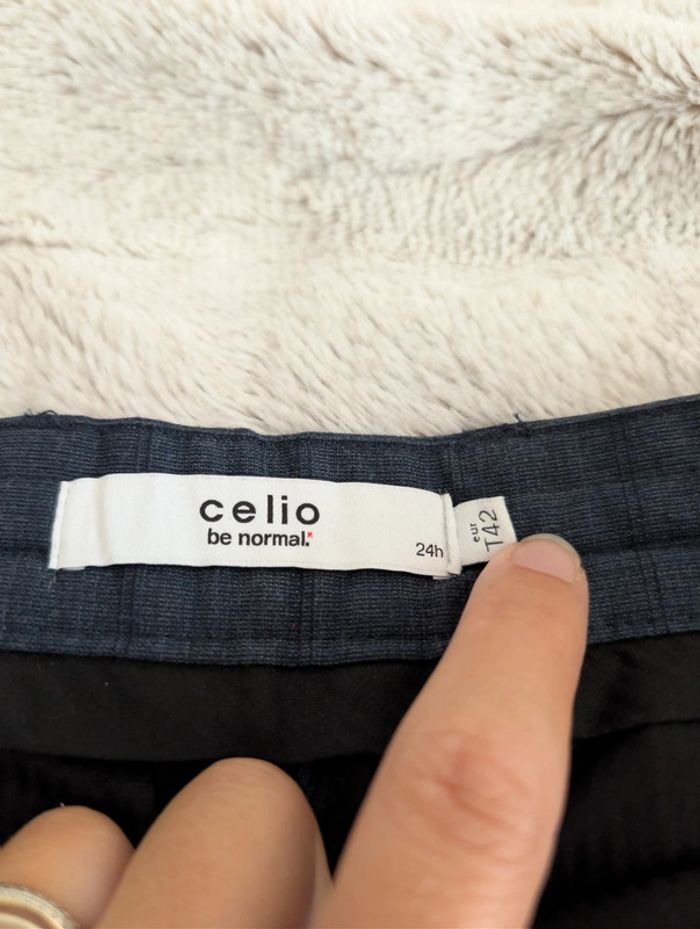 celio
be normal.*
24h
eur
T42